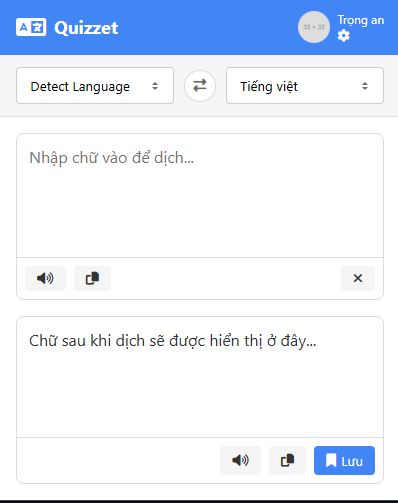 Quizzet
35 × 35
Trọng an
Detect Language
Tiếng việt
Nhập chữ vào để dịch...
Chữ sau khi dịch sẽ được hiển thị ở đây...
Lưu